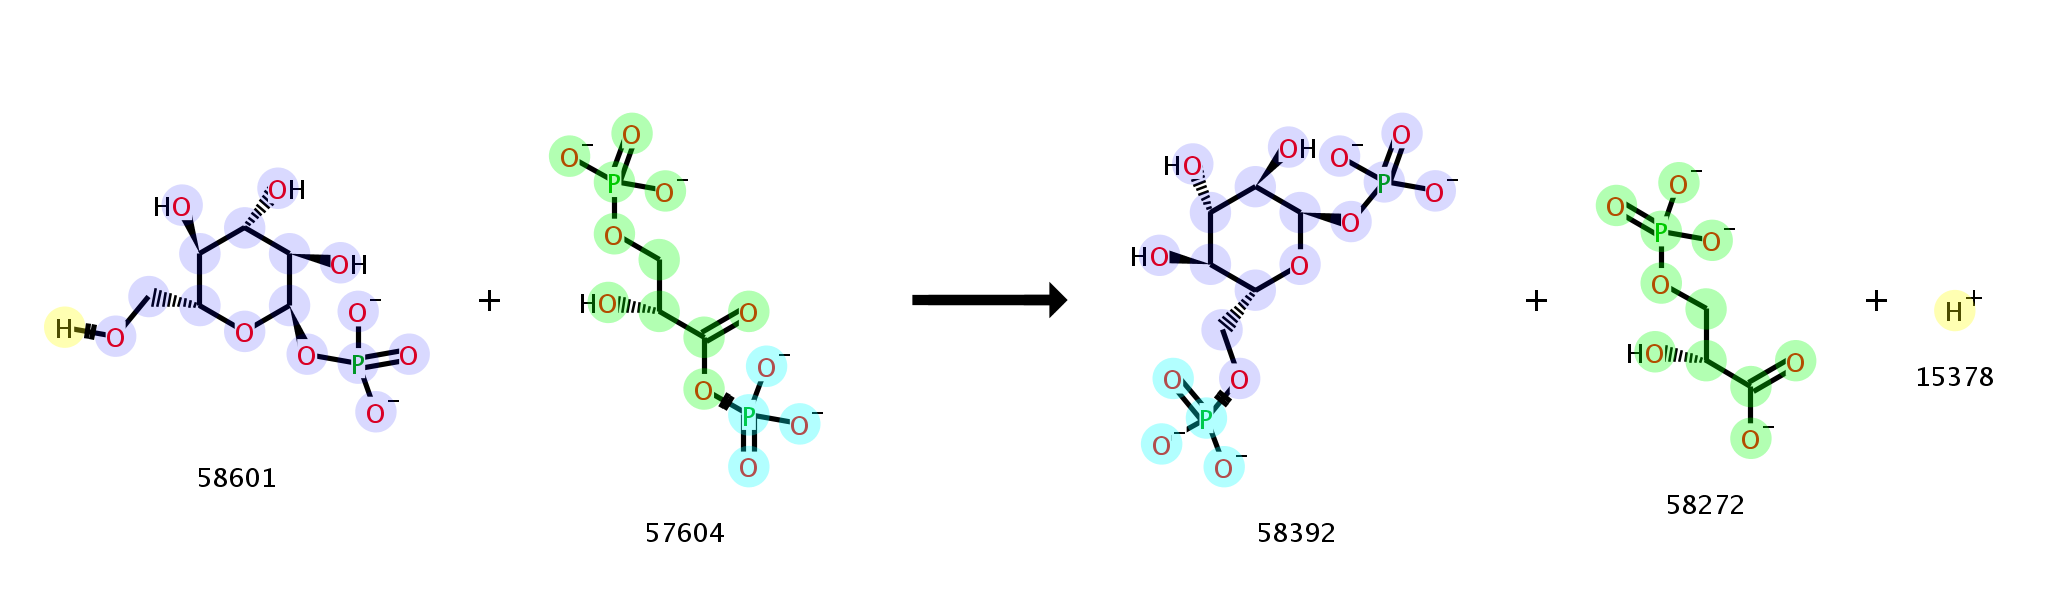 HO OH OH O⁻ H O O O P O O⁻
+
O⁻ O P O⁻ O HO O O O⁻ P O⁻ O
HO OH O⁻ O P O⁻ O O HO O O P O⁻ O⁻
+
O⁻ O P O⁻ O HO O O⁻
+
H⁺
58601
57604
58392
58272
15378